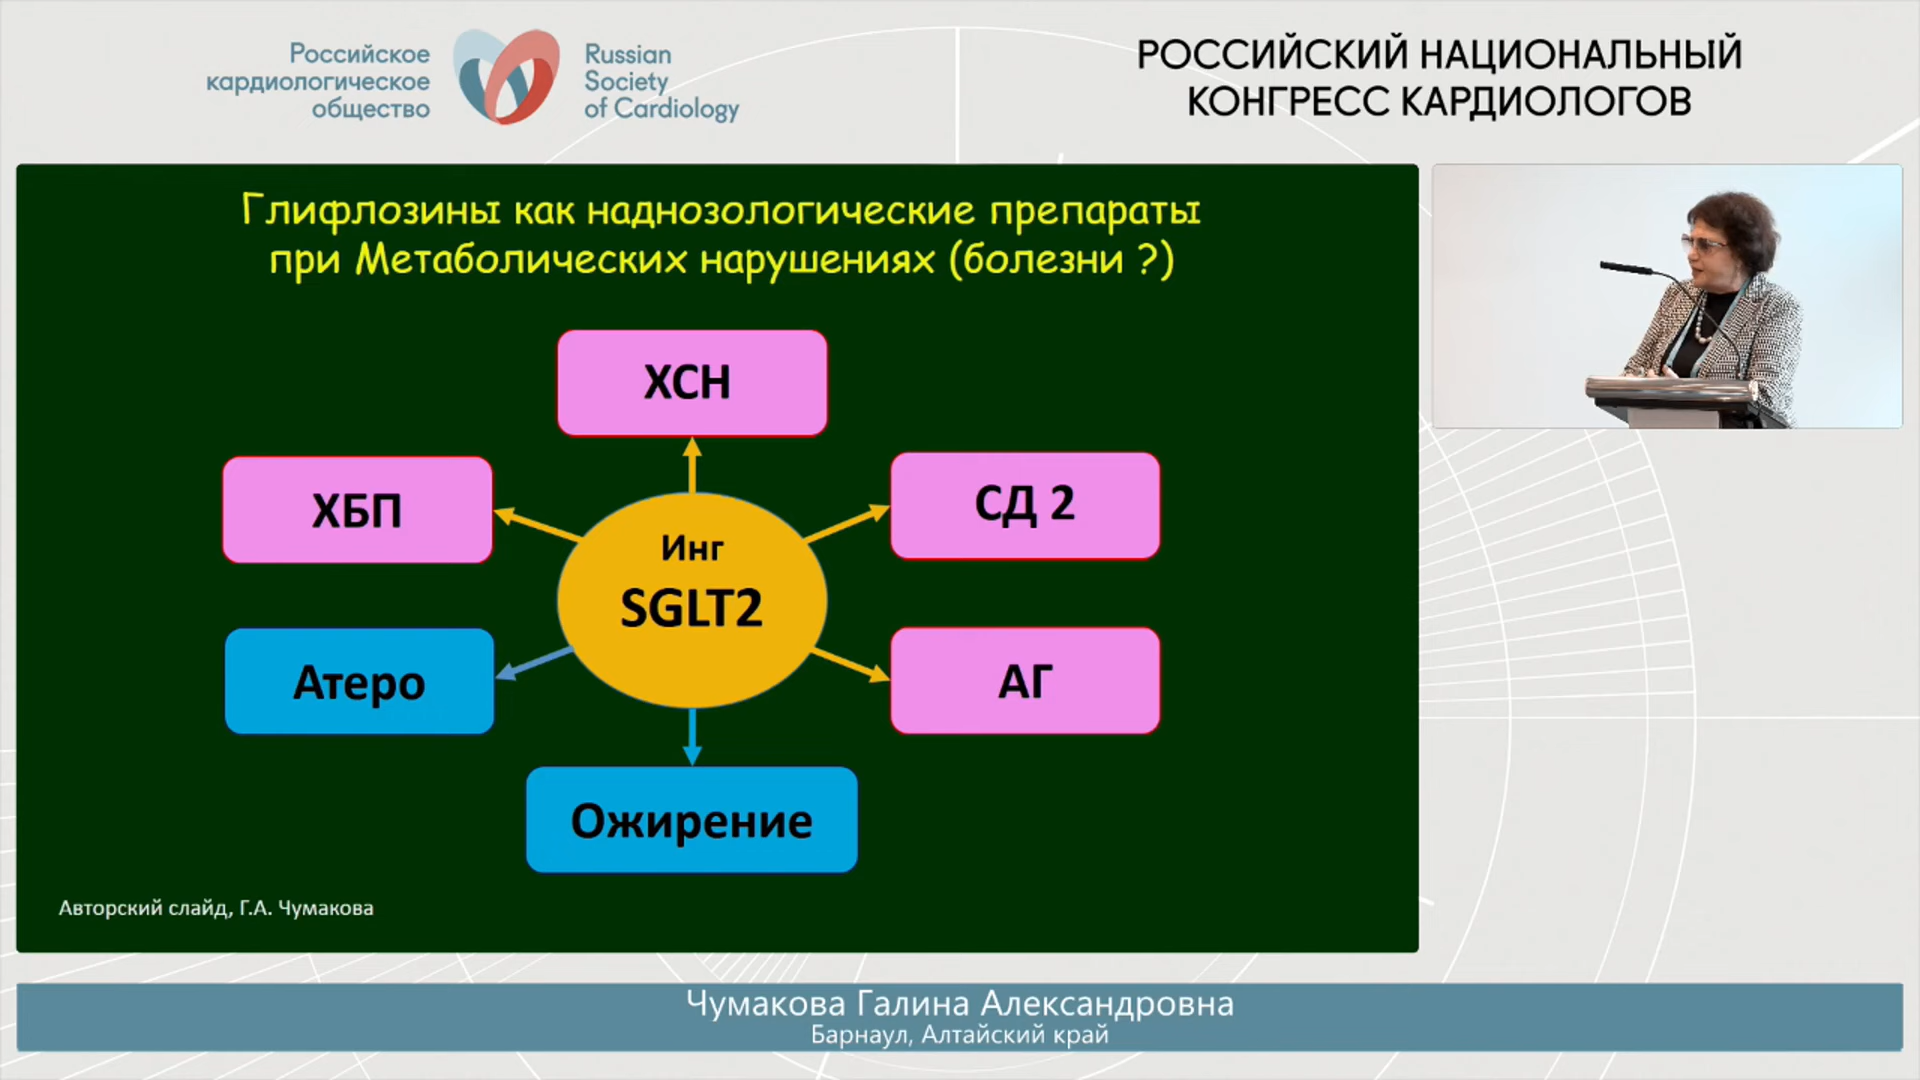 Российское
кардиологическое
общество
Russian
Society
of Cardiology
РОССИЙСКИЙ НАЦИОНАЛЬНЫЙ
КОНГРЕСС КАРДИОЛОГОВ
Глифлозины как наднозологические препараты
при Метаболических нарушениях (болезни ?)
ХСН
ХБП
СД 2
Инг
SGLT2
Атеро
АГ
Ожирение
Авторский слайд, Г.А. Чумакова
Чумакова Галина Александровна
Барнаул, Алтайский край